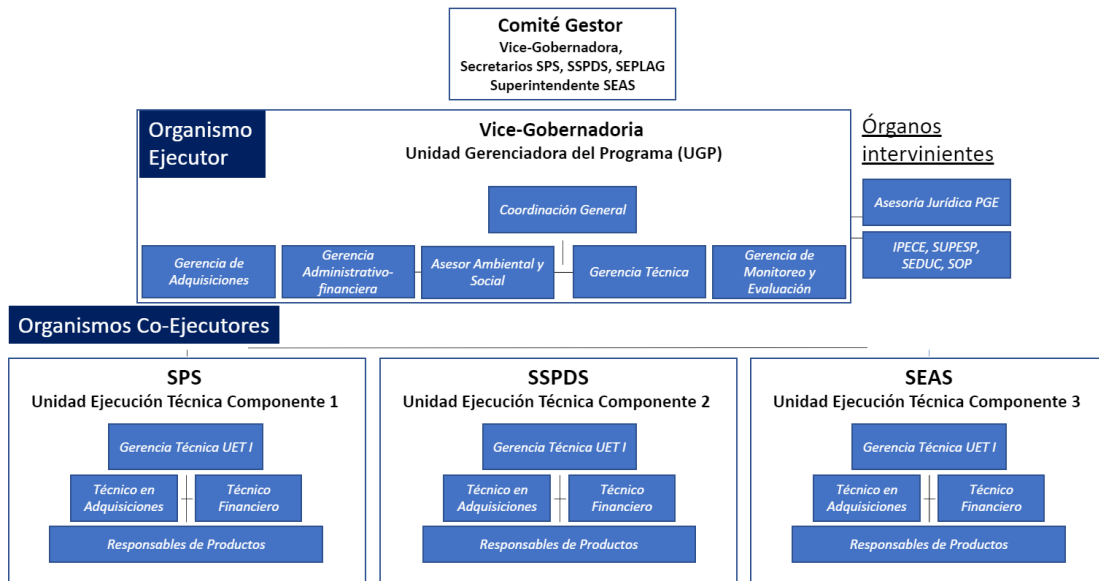 Comité Gestor
Vice-Gobernadora,
Secretarios SPS, SSPDS, SEPLAG
Superintendente SEAS
Organismo
Ejecutor
Vice-Gobernadoria
Unidad Gerenciadora del Programa (UGP)
Órganos
intervinientes
Coordinación General
Asesoría Jurídica PGE
IPECE, SUPESP,
SEDUC, SOP
Gerencia de
Adquisiciones
Gerencia
Administrativo-
financiera
Asesor Ambiental y
Social
Gerencia Técnica
Gerencia de
Monitoreo y
Evaluación
Organismos Co-Ejecutores
SPS
Unidad Ejecución Técnica Componente 1
Gerencia Técnica UET I
Técnico en
Adquisiciones
Técnico
Financiero
Responsables de Productos
SSPDS
Unidad Ejecución Técnica Componente 2
Gerencia Técnica UET I
Técnico en
Adquisiciones
Técnico
Financiero
Responsables de Productos
SEAS
Unidad Ejecución Técnica Componente 3
Gerencia Técnica UET I
Técnico en
Adquisiciones
Técnico
Financiero
Responsables de Productos